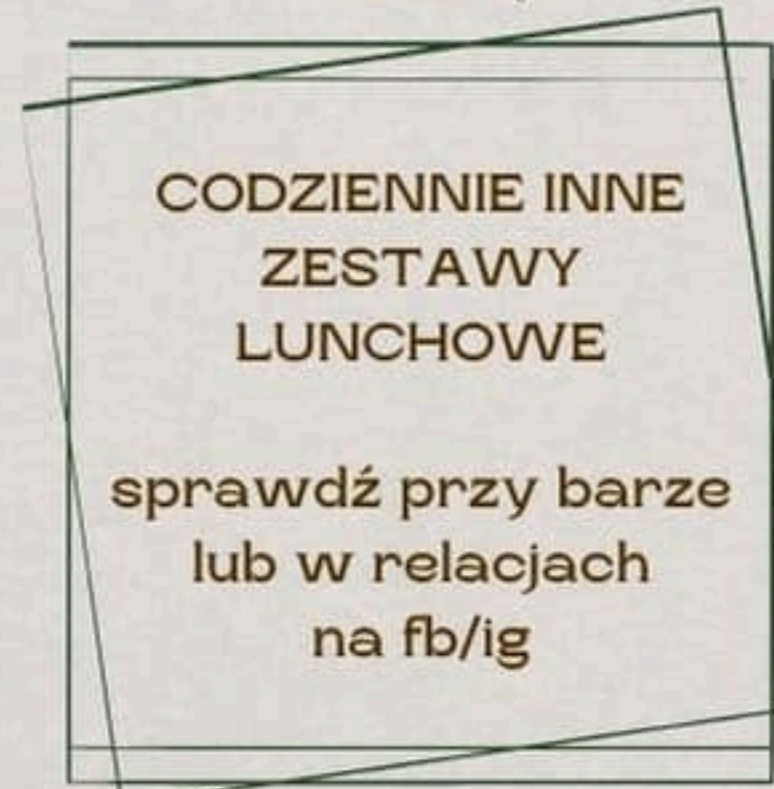 CODZIENNIE INNE
ZESTAWY
LUNCHOWE
sprawdź przy barze
lub w relacjach
na fb/ig